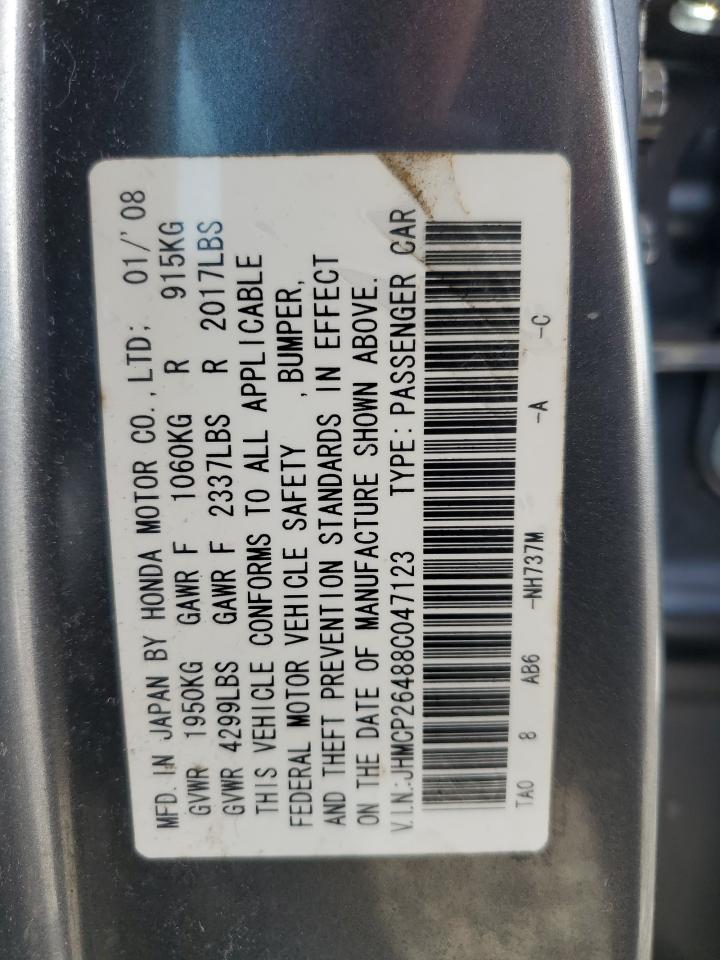 MFD. IN JAPAN BY HONDA MOTOR CO., LTD; 01/'08
GVWR 1950KG GAWR F 1060KG R 915KG
GVWR 4299LBS GAWR F 2337LBS R 2017LBS
THIS VEHICLE CONFORMS TO ALL APPLICABLE
FEDERAL MOTOR VEHICLE SAFETY , BUMPER,
AND THEFT PREVENTION STANDARDS IN EFFECT
ON THE DATE OF MANUFACTURE SHOWN ABOVE.
V.I.N.:JHMCP26488C047123 TYPE:PASSENGER CAR
TA0 8 AB6 -NH737M -A -C